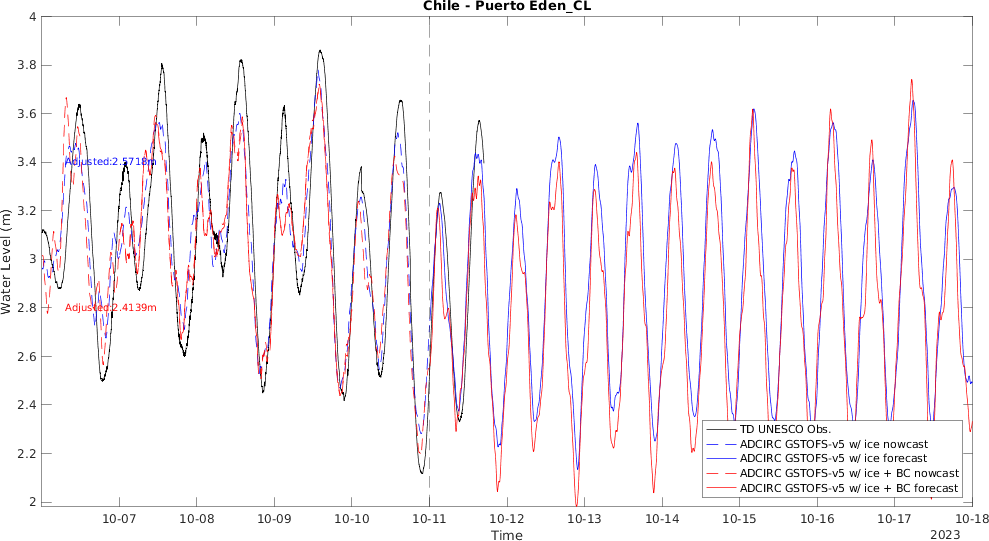 Chile - Puerto Eden_CL
4
3.8
3.6
3.4
3.2
3
2.8
2.6
2.4
2.2
2
Water Level (m)
Adjusted:2.5718m
Adjusted:2.4139m
TD UNESCO Obs.
ADCIRC GSTOFS-v5 w/ ice nowcast
ADCIRC GSTOFS-v5 w/ ice forecast
ADCIRC GSTOFS-v5 w/ ice + BC nowcast
ADCIRC GSTOFS-v5 w/ ice + BC forecast
10-07
10-08
10-09
10-10
10-11
10-12
10-13
10-14
10-15
10-16
10-17
10-18
Time
2023